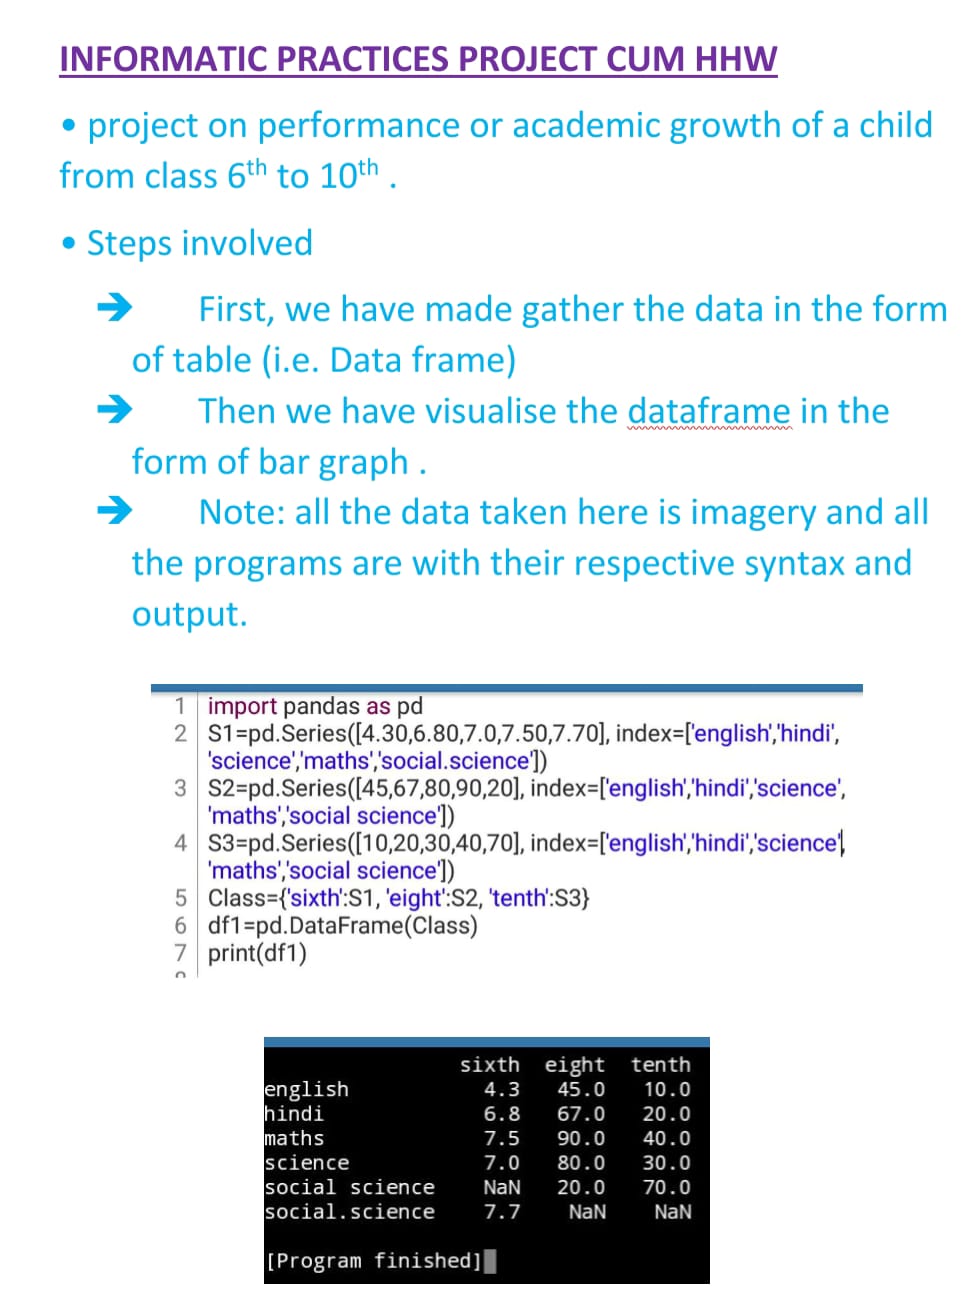 INFORMATIC PRACTICES PROJECT CUM HHW
• project on performance or academic growth of a child
from class 6th to 10th .
• Steps involved
➔ First, we have made gather the data in the form
of table (i.e. Data frame)
➔ Then we have visualise the dataframe in the
form of bar graph .
➔ Note: all the data taken here is imagery and all
the programs are with their respective syntax and
output.
1 import pandas as pd
2 S1=pd.Series([4.30,6.80,7.0,7.50,7.70], index=['english','hindi',
'science','maths','social.science'])
3 S2=pd.Series([45,67,80,90,20], index=['english','hindi','science',
'maths','social science'])
4 S3=pd.Series([10,20,30,40,70], index=['english','hindi','science',
'maths','social science'])
5 Class={'sixth':S1, 'eight':S2, 'tenth':S3}
6 df1=pd.DataFrame(Class)
7 print(df1)
sixth eight tenth
english 4.3 45.0 10.0
hindi 6.8 67.0 20.0
maths 7.5 90.0 40.0
science 7.0 80.0 30.0
social science NaN 20.0 70.0
social.science 7.7 NaN NaN
[Program finished]